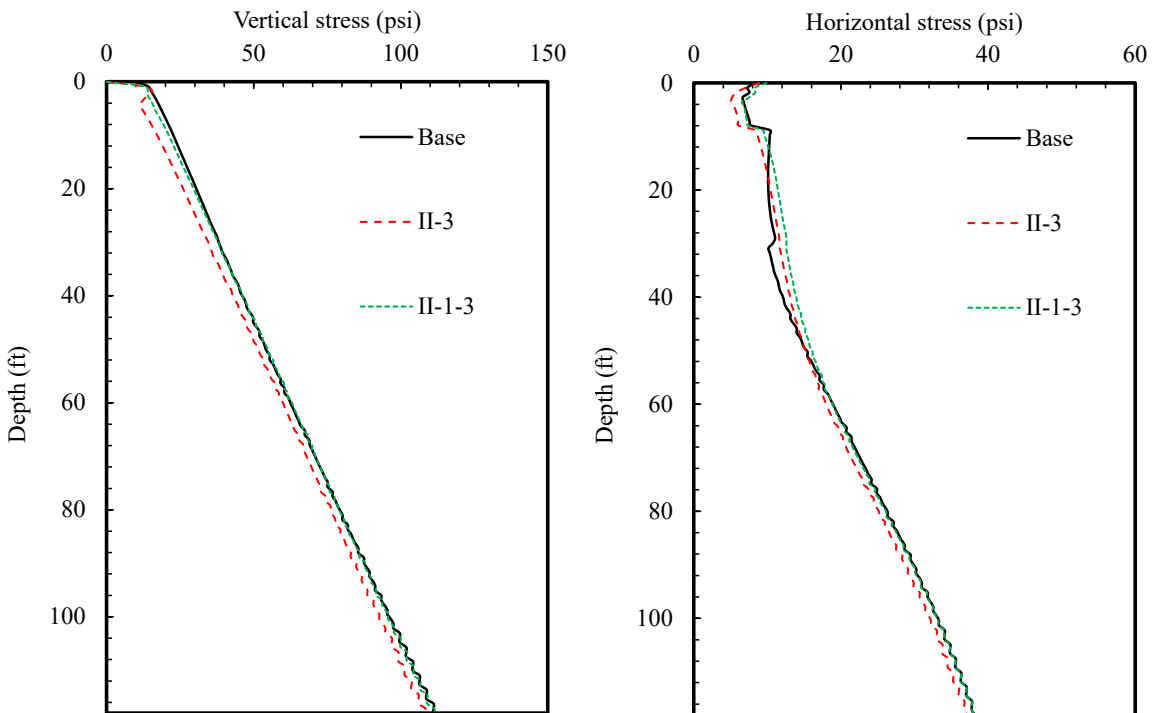 Vertical stress (psi)
0 50 100 150
0
20
40
60
80
100
Depth (ft)
Base
II-3
II-1-3
Horizontal stress (psi)
0 20 40 60
0
20
40
60
80
100
Depth (ft)
Base
II-3
II-1-3